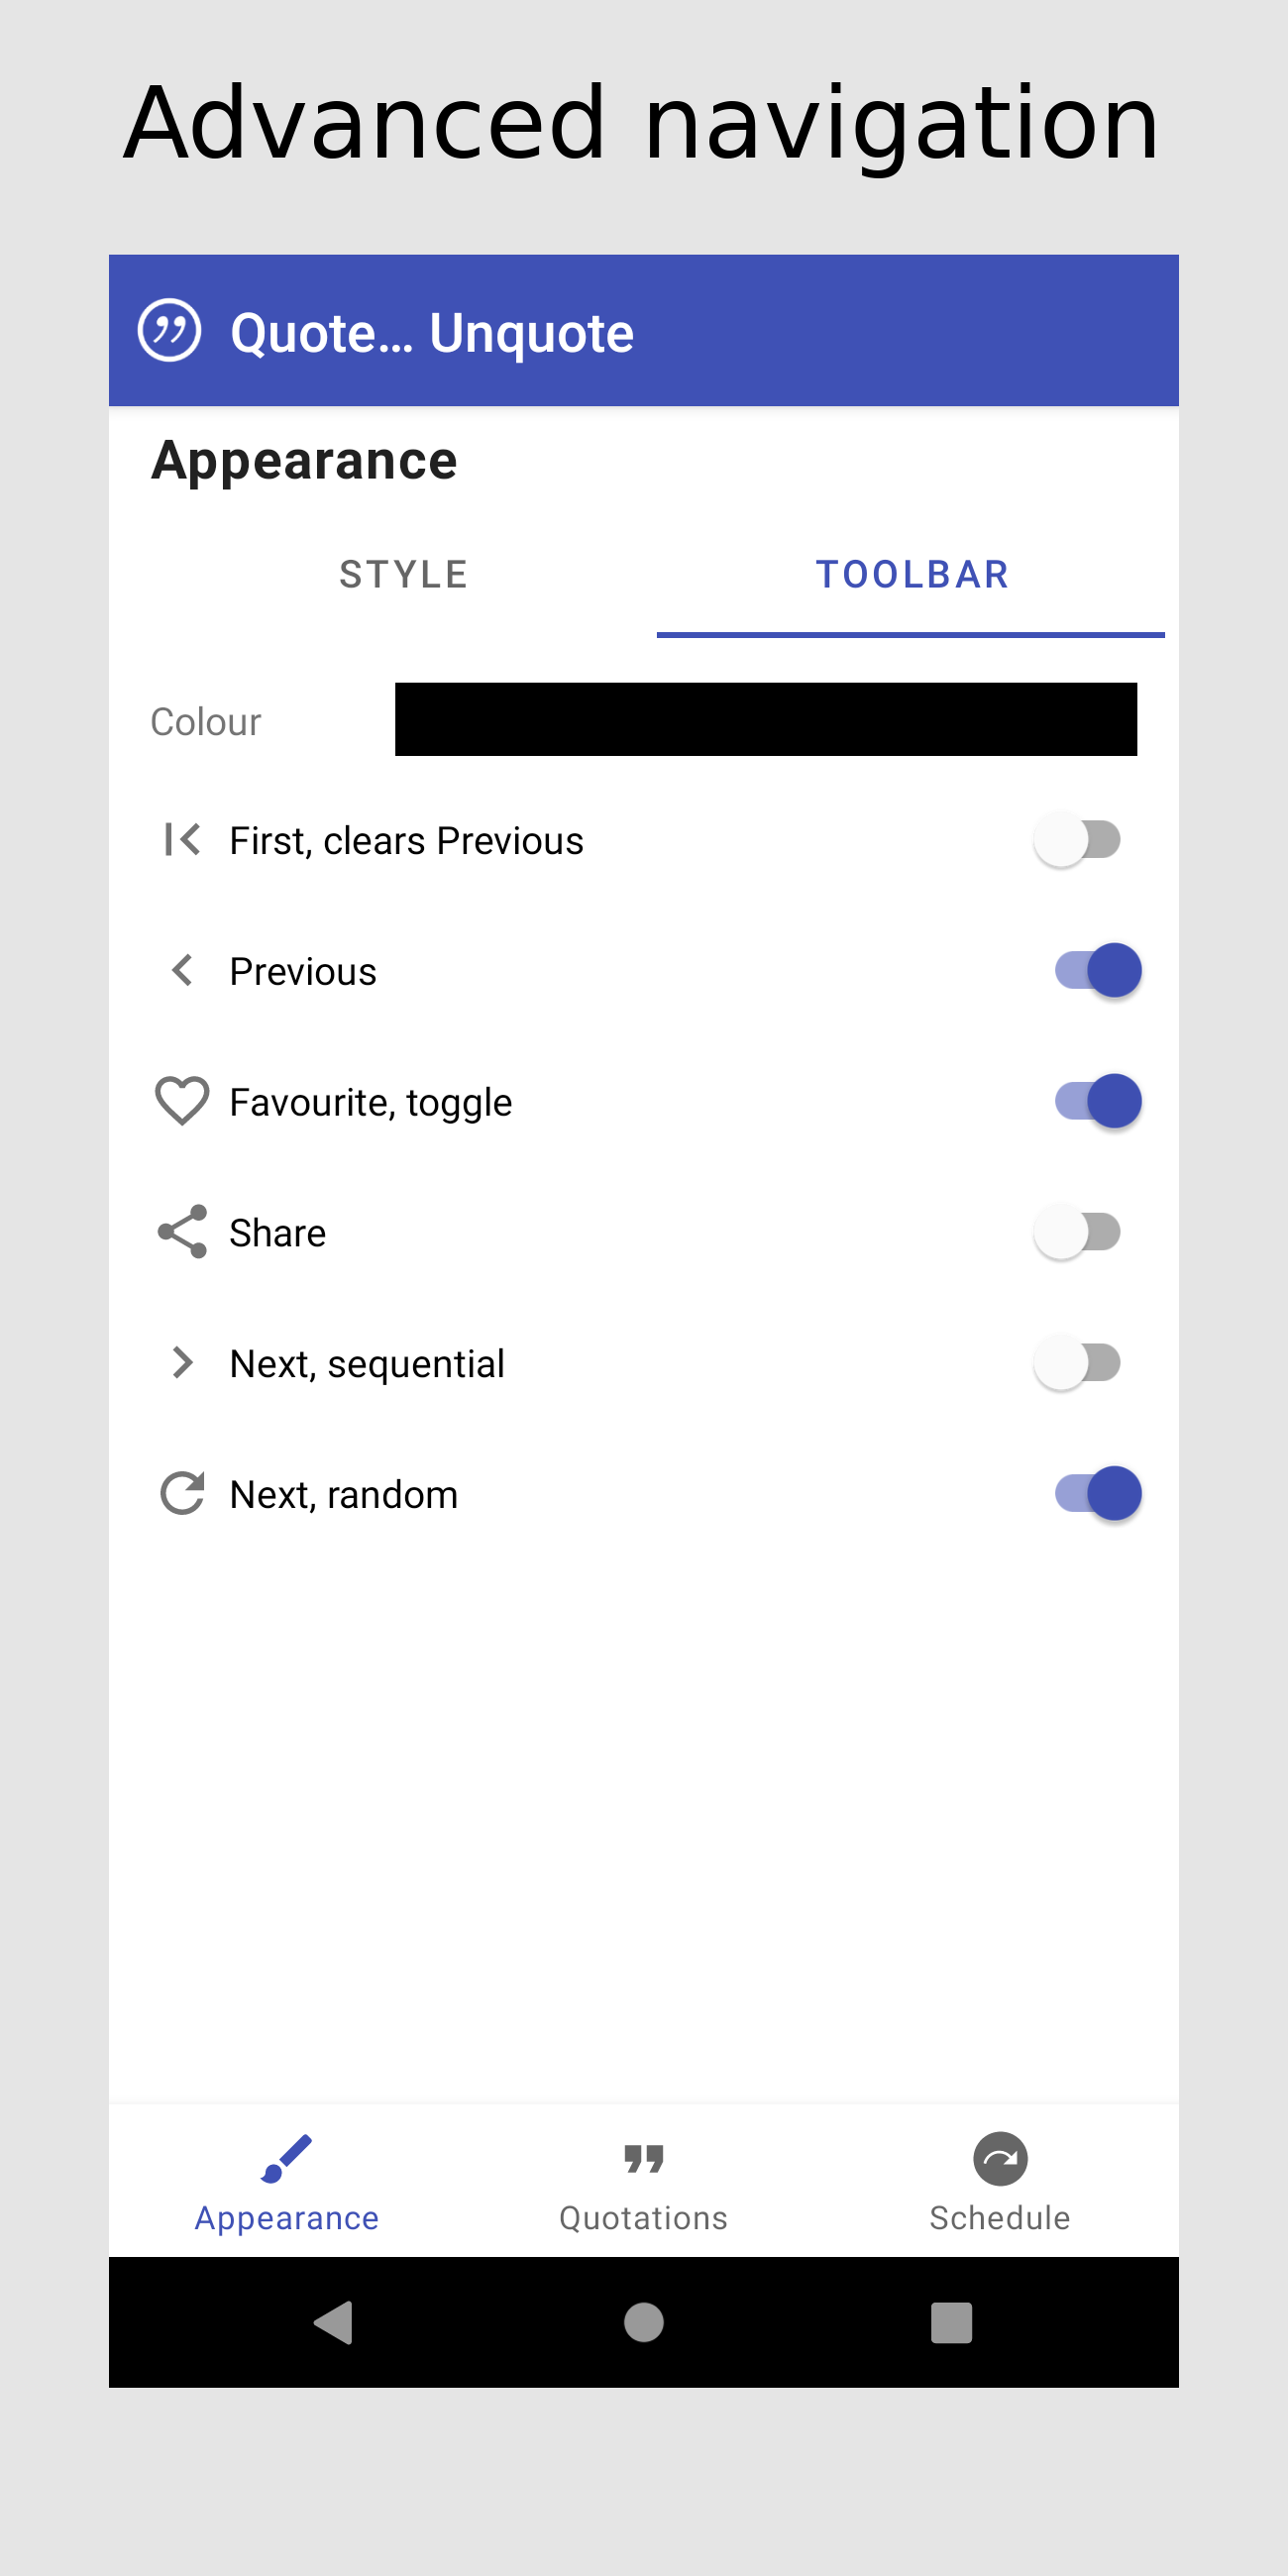 Advanced navigation
Quote... Unquote
Appearance
STYLE TOOLBAR
Colour
First, clears Previous
Previous
Favourite, toggle
Share
Next, sequential
Next, random
Appearance Quotations Schedule